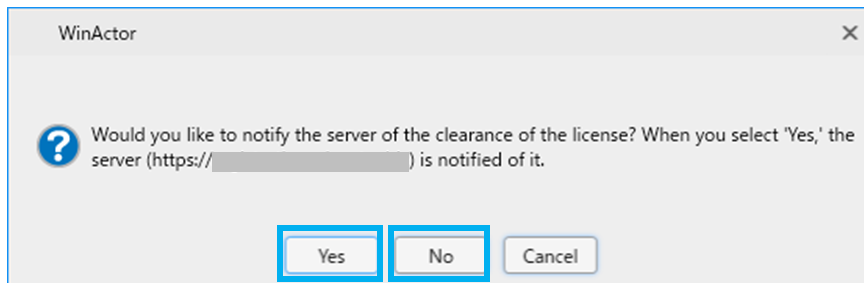 WinActor
Would you like to notify the server of the clearance of the license? When you select 'Yes,' the
server (https://) is notified of it.
Yes No Cancel